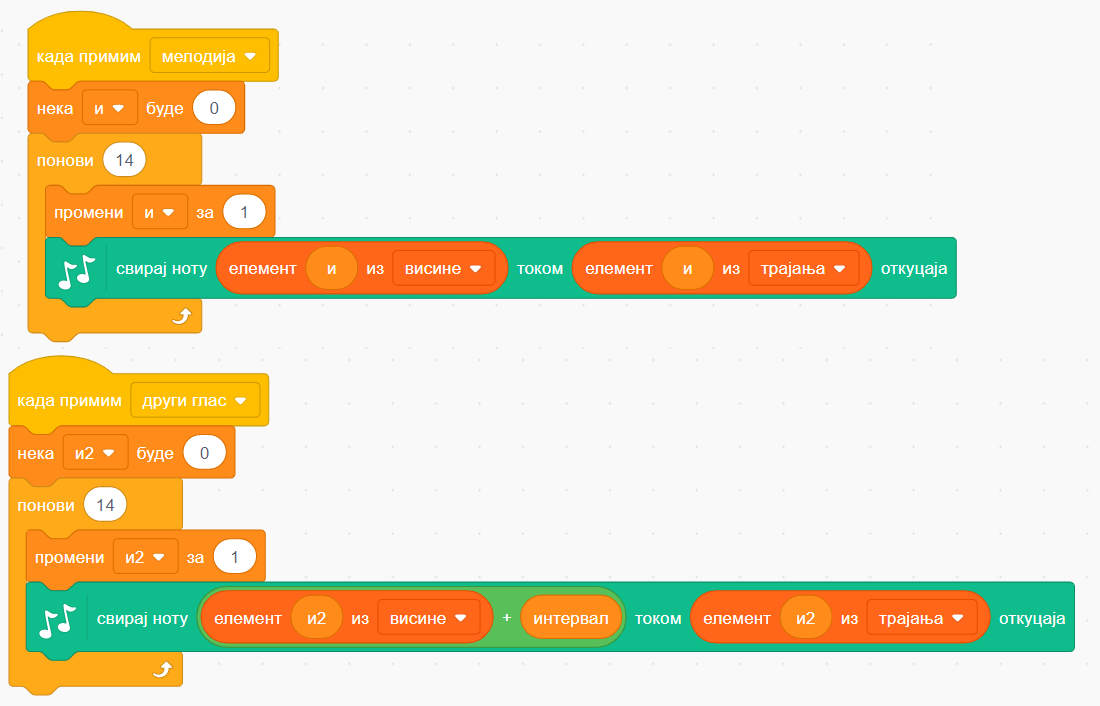 када примим мелодија
нека и буде 0
понови 14
промени и за 1
свирај ноту елемент и из висине током елемент и из трајања откуцаја
када примим други глас
нека и2 буде 0
понови 14
промени и2 за 1
свирај ноту елемент и2 из висине + интервал током елемент и2 из трајања откуцаја